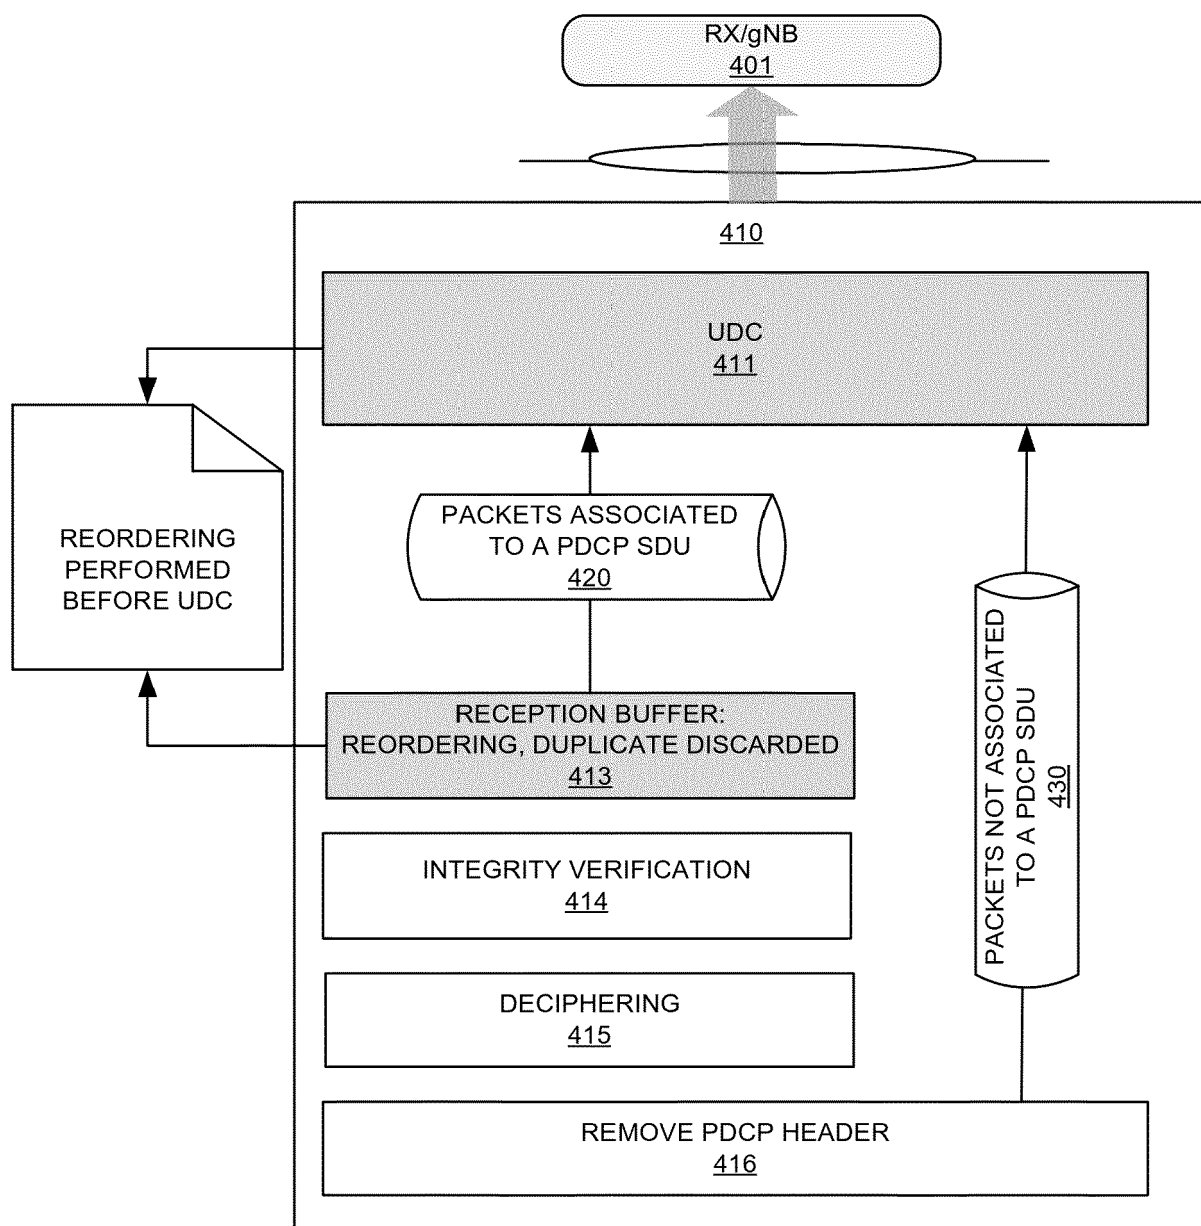 RX/gNB
401
410
UDC
411
REORDERING
PERFORMED
BEFORE UDC
PACKETS ASSOCIATED
TO A PDCP SDU
420
PACKETS NOT ASSOCIATED
TO A PDCP SDU
430
RECEPTION BUFFER:
REORDERING, DUPLICATE DISCARDED
413
INTEGRITY VERIFICATION
414
DECIPHERING
415
REMOVE PDCP HEADER
416